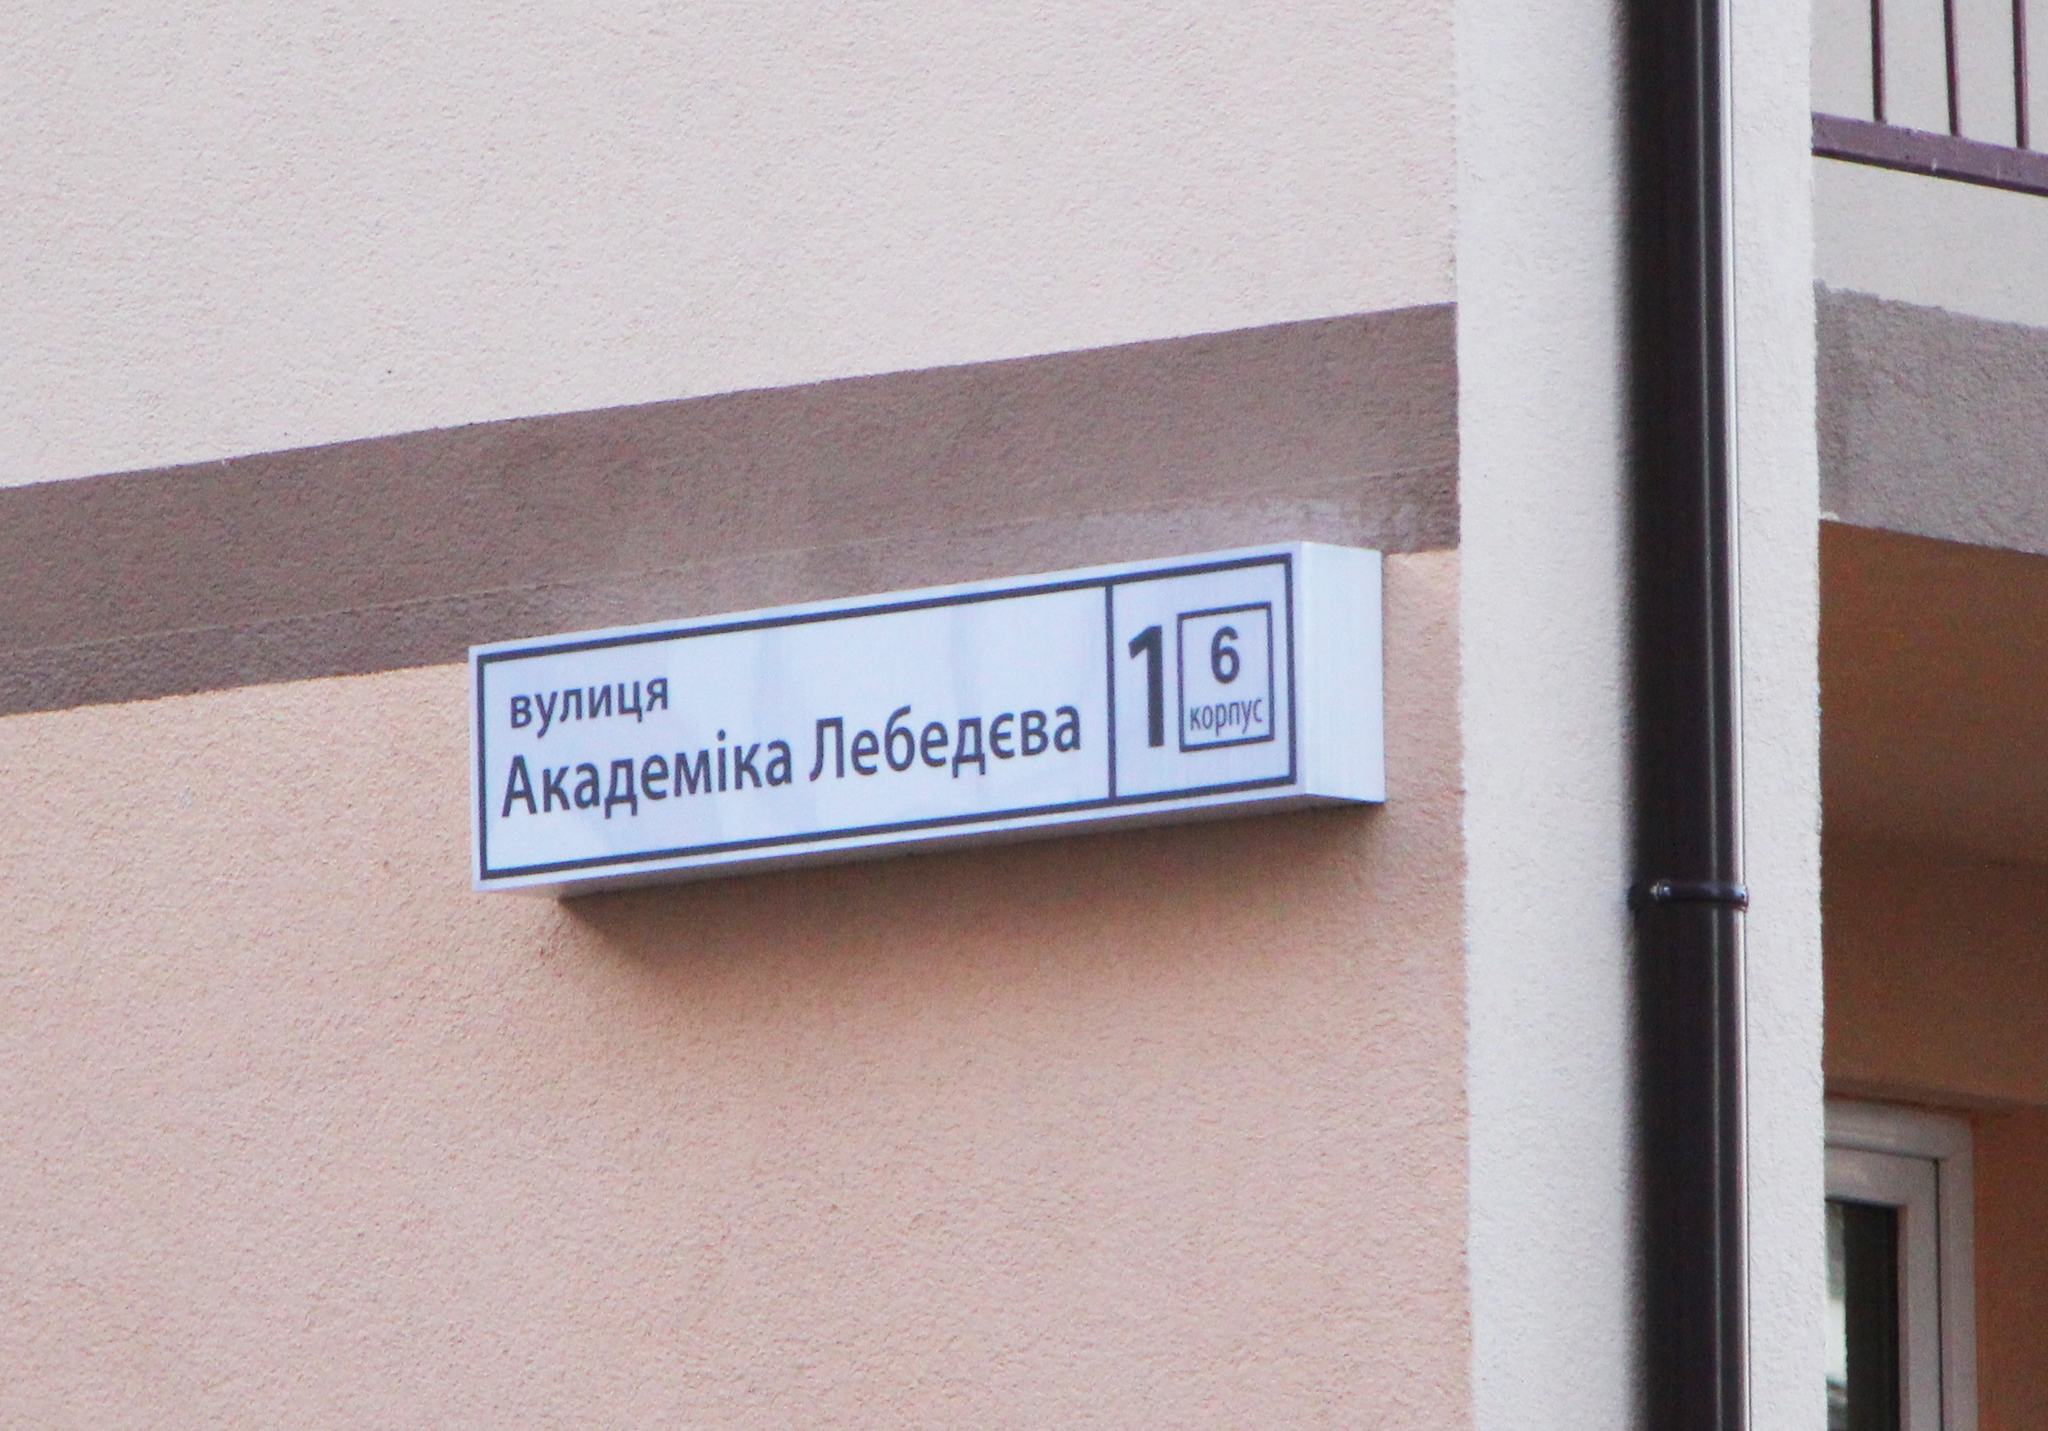 вулиця
Академіка Лебедєва
1
6
корпус